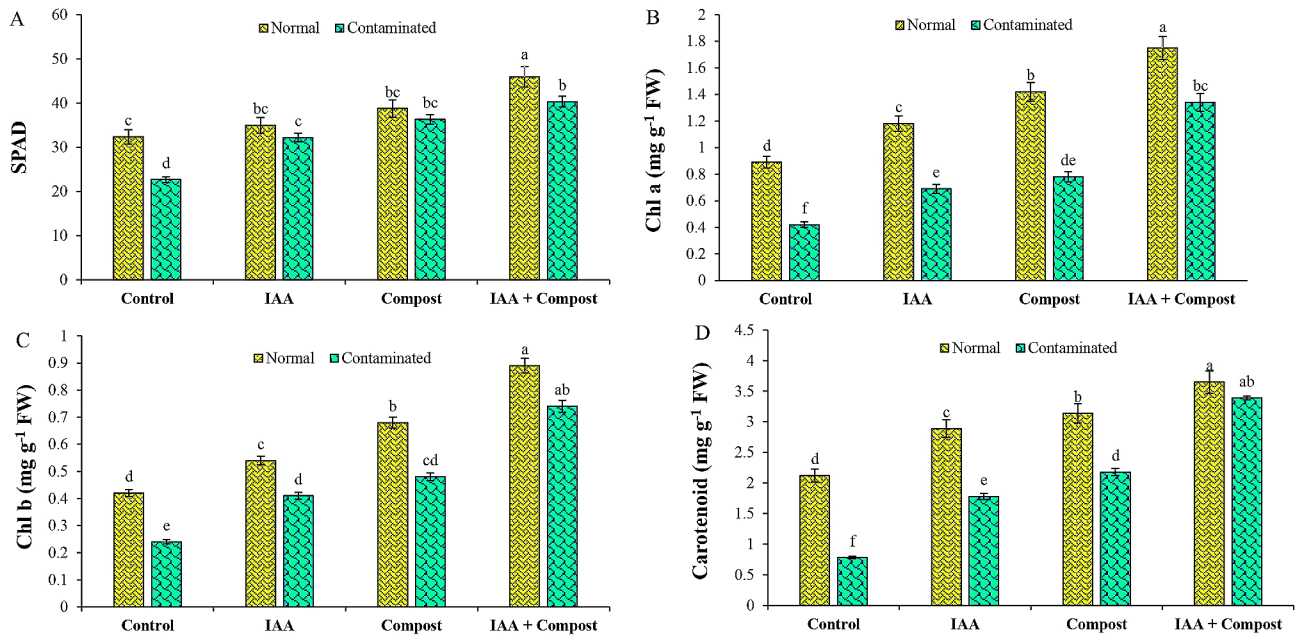 A
SPAD
60
50
40
30
20
10
0
Normal Contaminated
c d bc c bc bc a b
Control IAA Compost IAA + Compost
B
Chl a (mg g-1 FW)
2
1.8
1.6
1.4
1.2
1
0.8
0.6
0.4
0.2
0
Normal Contaminated
d f c e b de a bc
Control IAA Compost IAA + Compost
C
Chl b (mg g-1 FW)
1
0.9
0.8
0.7
0.6
0.5
0.4
0.3
0.2
0.1
0
Normal Contaminated
d e c d b cd a ab
Control IAA Compost IAA + Compost
D
Carotenoid (mg g-1 FW)
4.5
4
3.5
3
2.5
2
1.5
1
0.5
0
Normal Contaminated
d f c e b d a ab
Control IAA Compost IAA + Compost